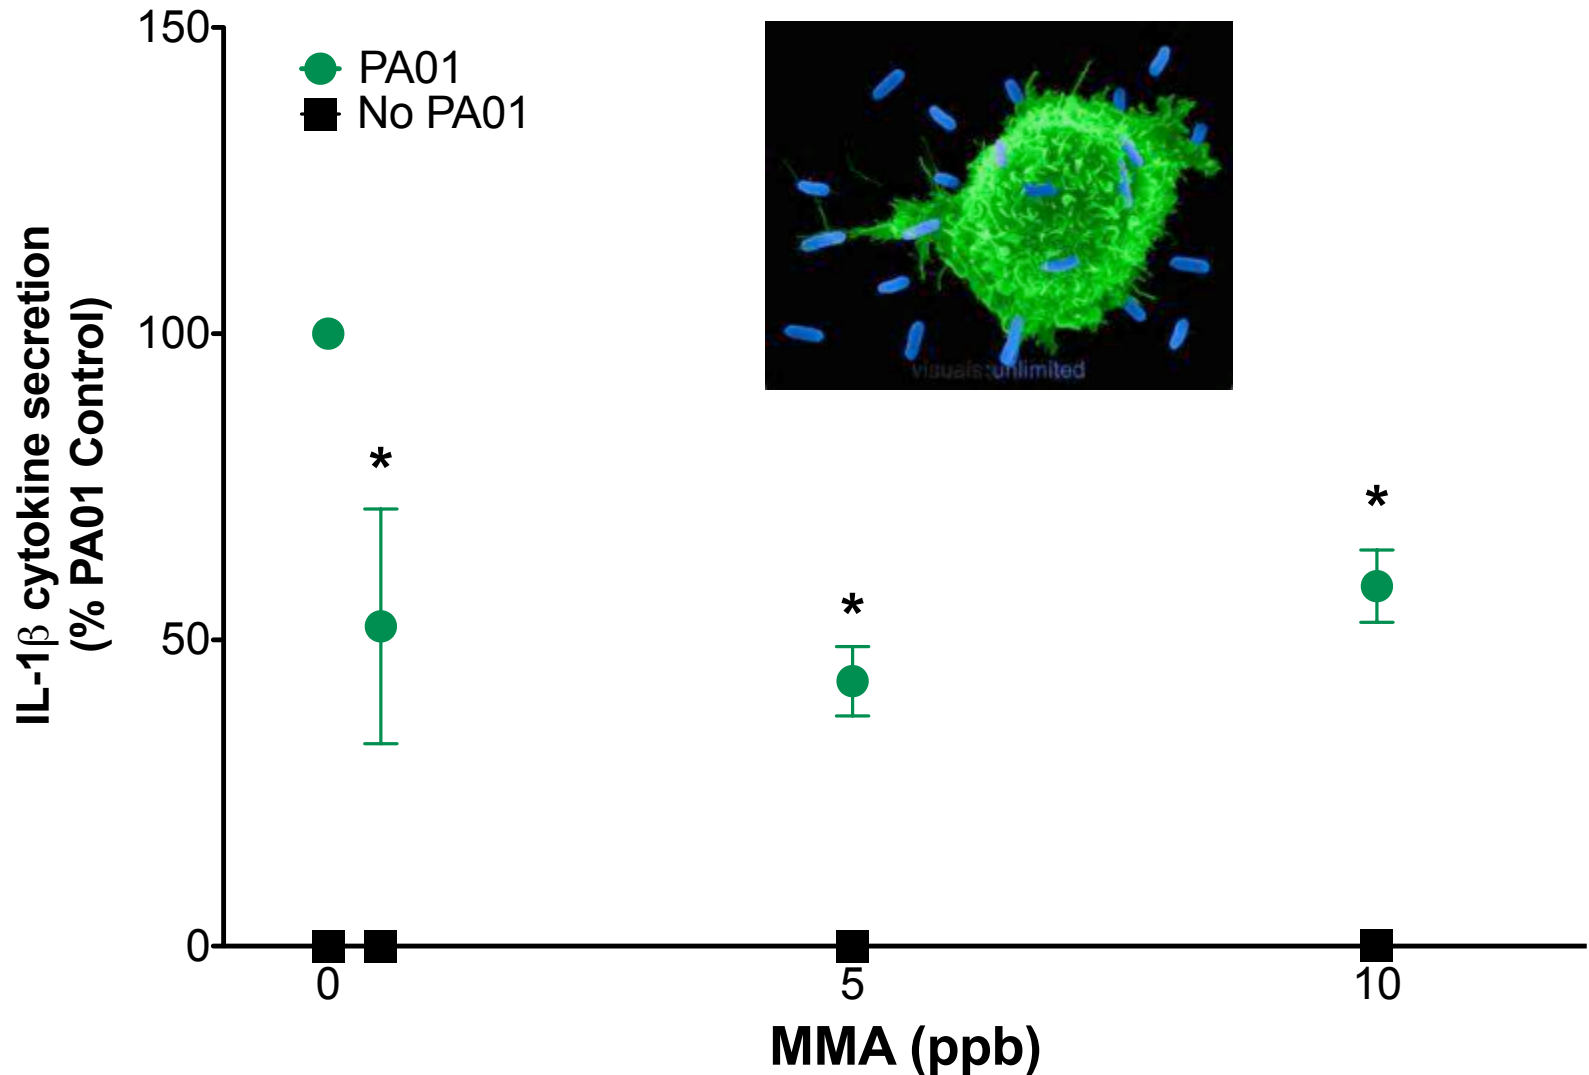 150
PA01
No PA01
visuals:unlimited
100
*
*
*
50
0
IL-1β cytokine secretion
(% PA01 Control)
0 5 10
MMA (ppb)